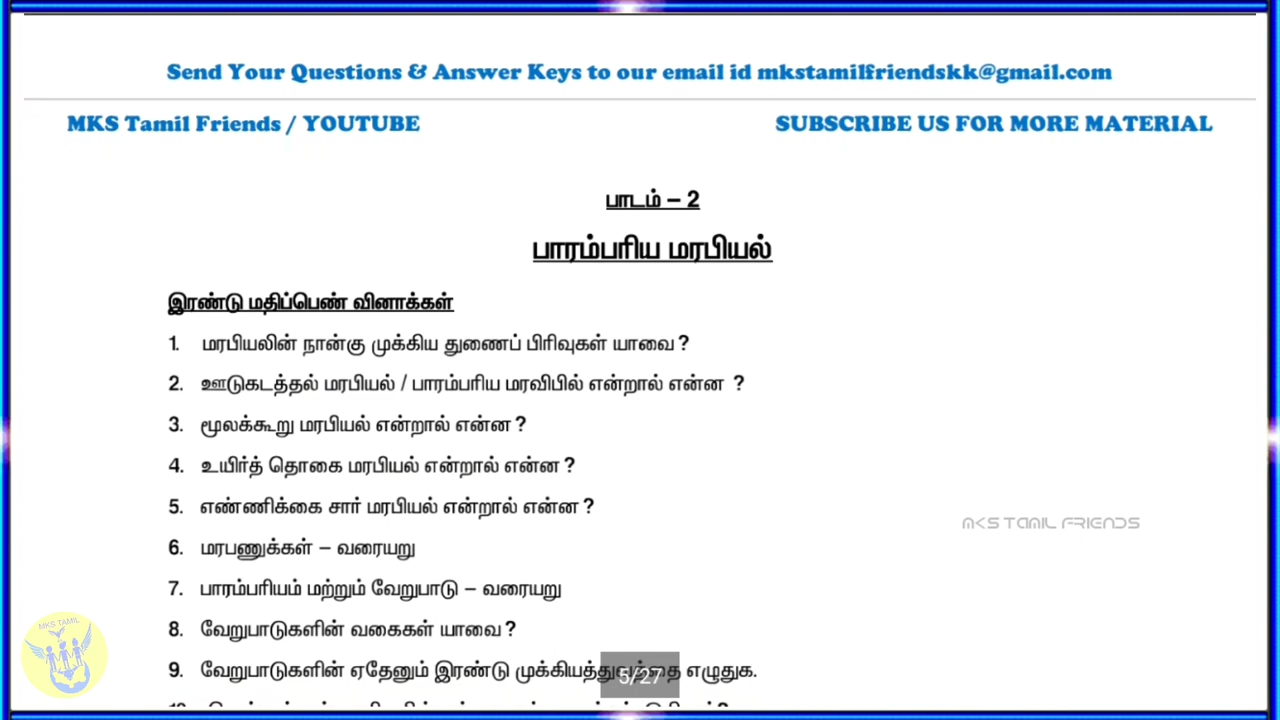 Send Your Questions & Answer Keys to our email id mkstamilfriendskk@gmail.com
MKS Tamil Friends / YOUTUBE SUBSCRIBE US FOR MORE MATERIAL
பாடம் – 2
பாரம்பரிய மரபியல்
இரண்டு மதிப்பெண் வினாக்கள்
1. மரபியலின் நான்கு முக்கிய துணைப் பிரிவுகள் யாவை ?
2. ஊடுகடத்தல் மரபியல் / பாரம்பரிய மரவிபில் என்றால் என்ன ?
3. மூலக்கூறு மரபியல் என்றால் என்ன ?
4. உயிர்த் தொகை மரபியல் என்றால் என்ன ?
5. எண்ணிக்கை சார் மரபியல் என்றால் என்ன ?
MKS TAMIL FRIENDS
6. மரபணுக்கள் – வரையறு
7. பாரம்பரியம் மற்றும் வேறுபாடு – வரையறு
MKS TAMIL
8. வேறுபாடுகளின் வகைகள் யாவை ?
9. வேறுபாடுகளின் ஏதேனும் இரண்டு முக்கியத்துவத்தை எழுதுக.
5/27